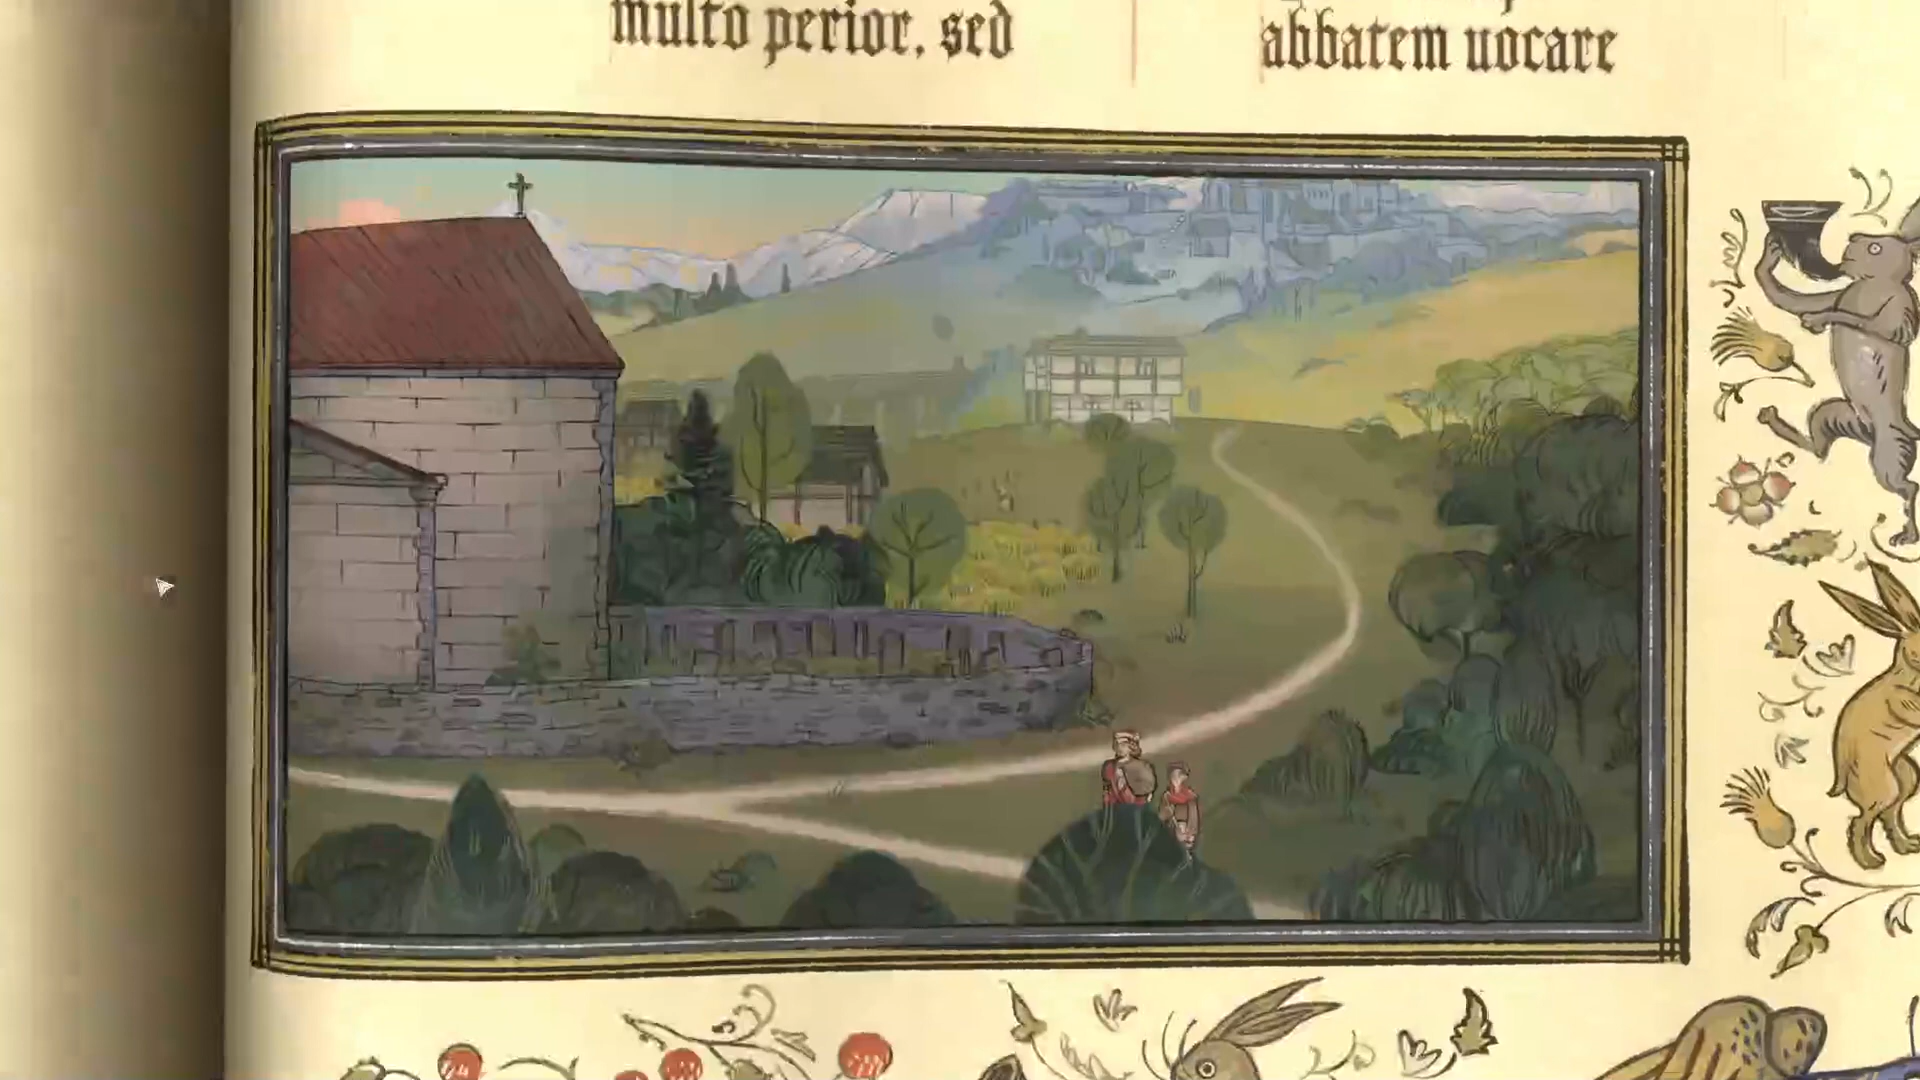 multo perior, sed
abbatem uocare